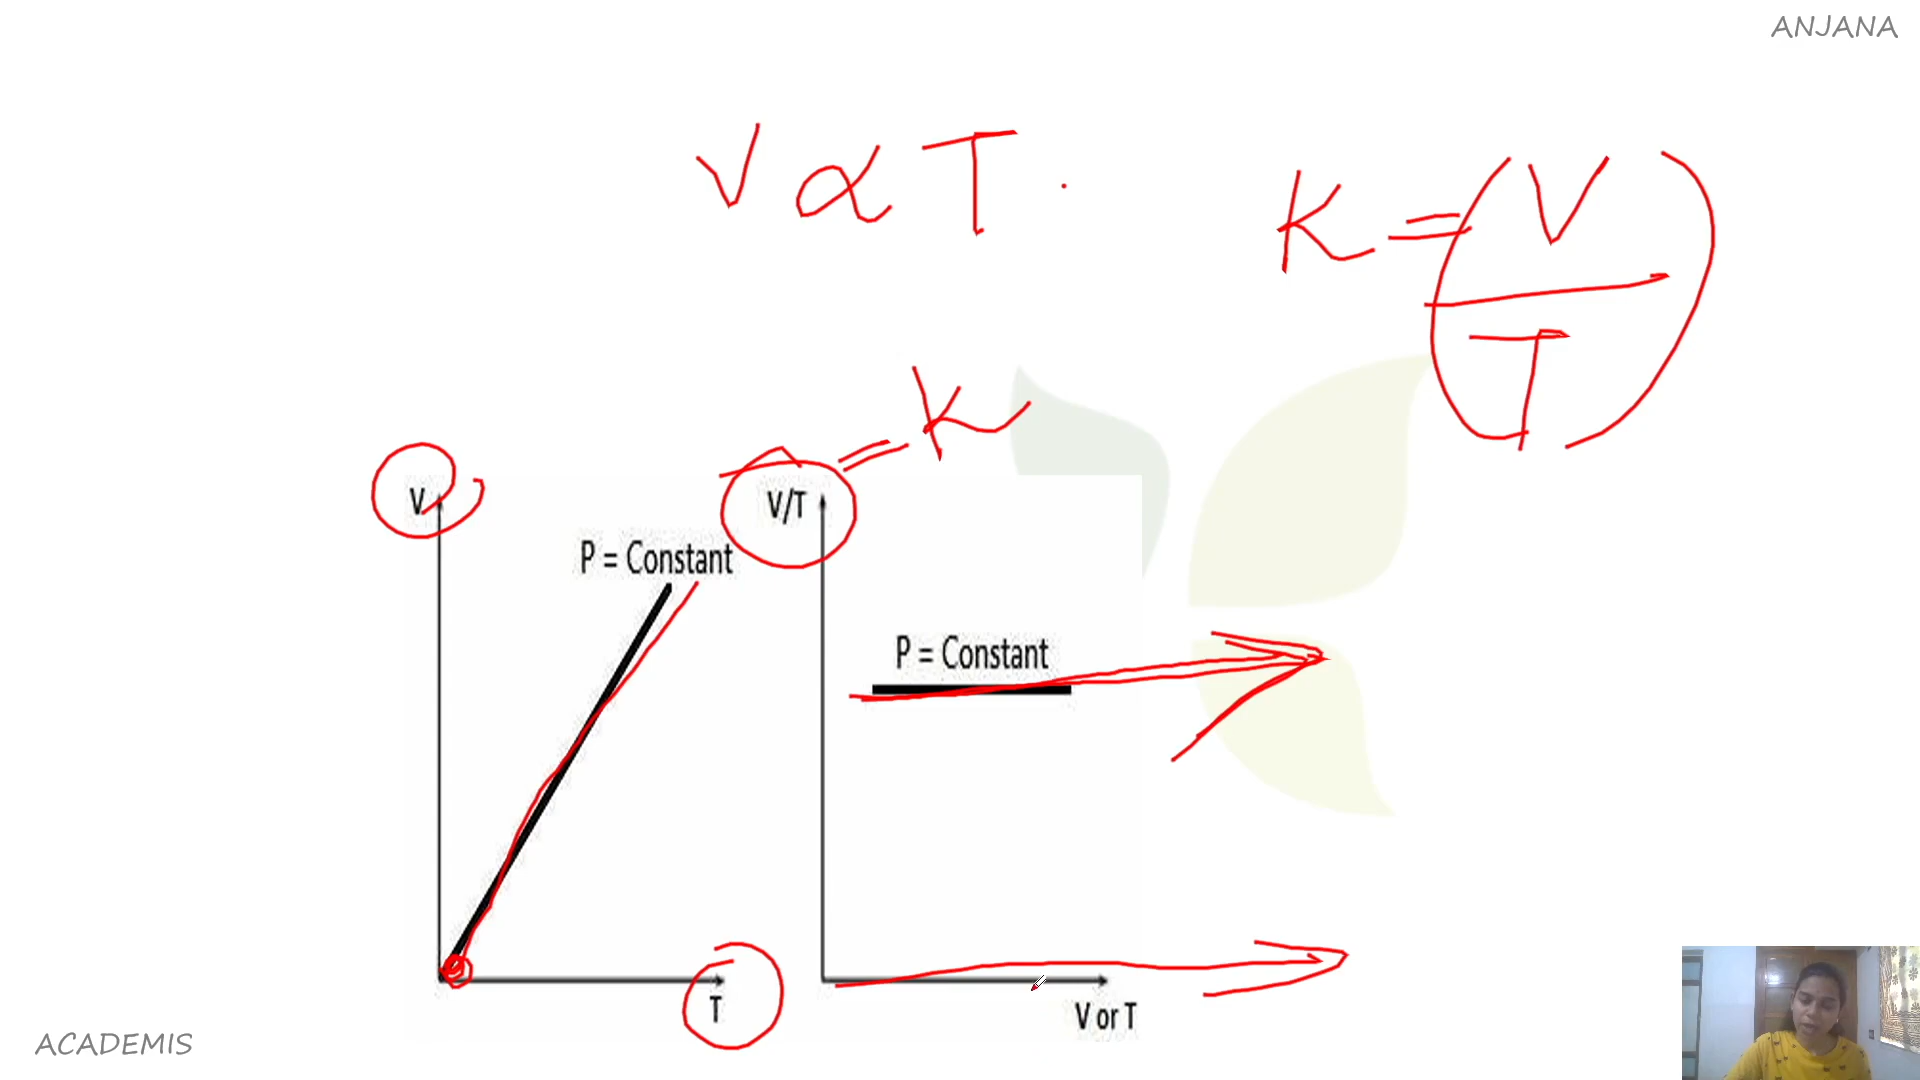 ANJANA
V ∝ T .
K = (V/T)
= K
V
V/T
P = Constant
P = Constant
T
V or T
ACADEMIS